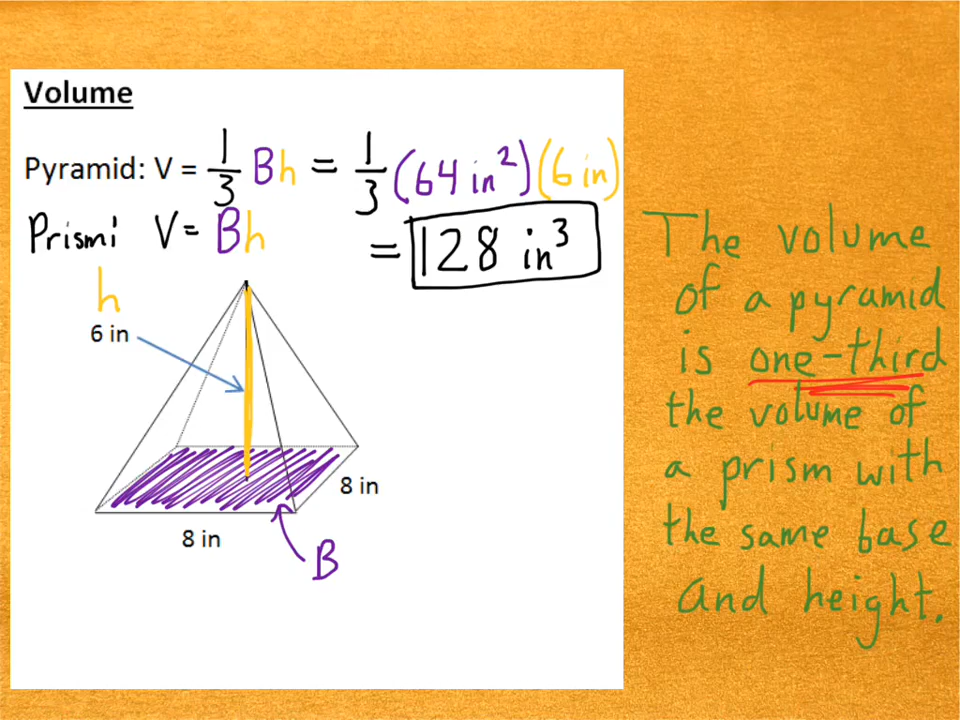 Volume
Pyramid: V = 1/3 Bh = 1/3 (64 in²)(6 in)
Prism: V = Bh
= 128 in³
h
6 in
8 in
8 in
B
The volume
of a pyramid
is one-third
the volume of
a prism with
the same base
and height.